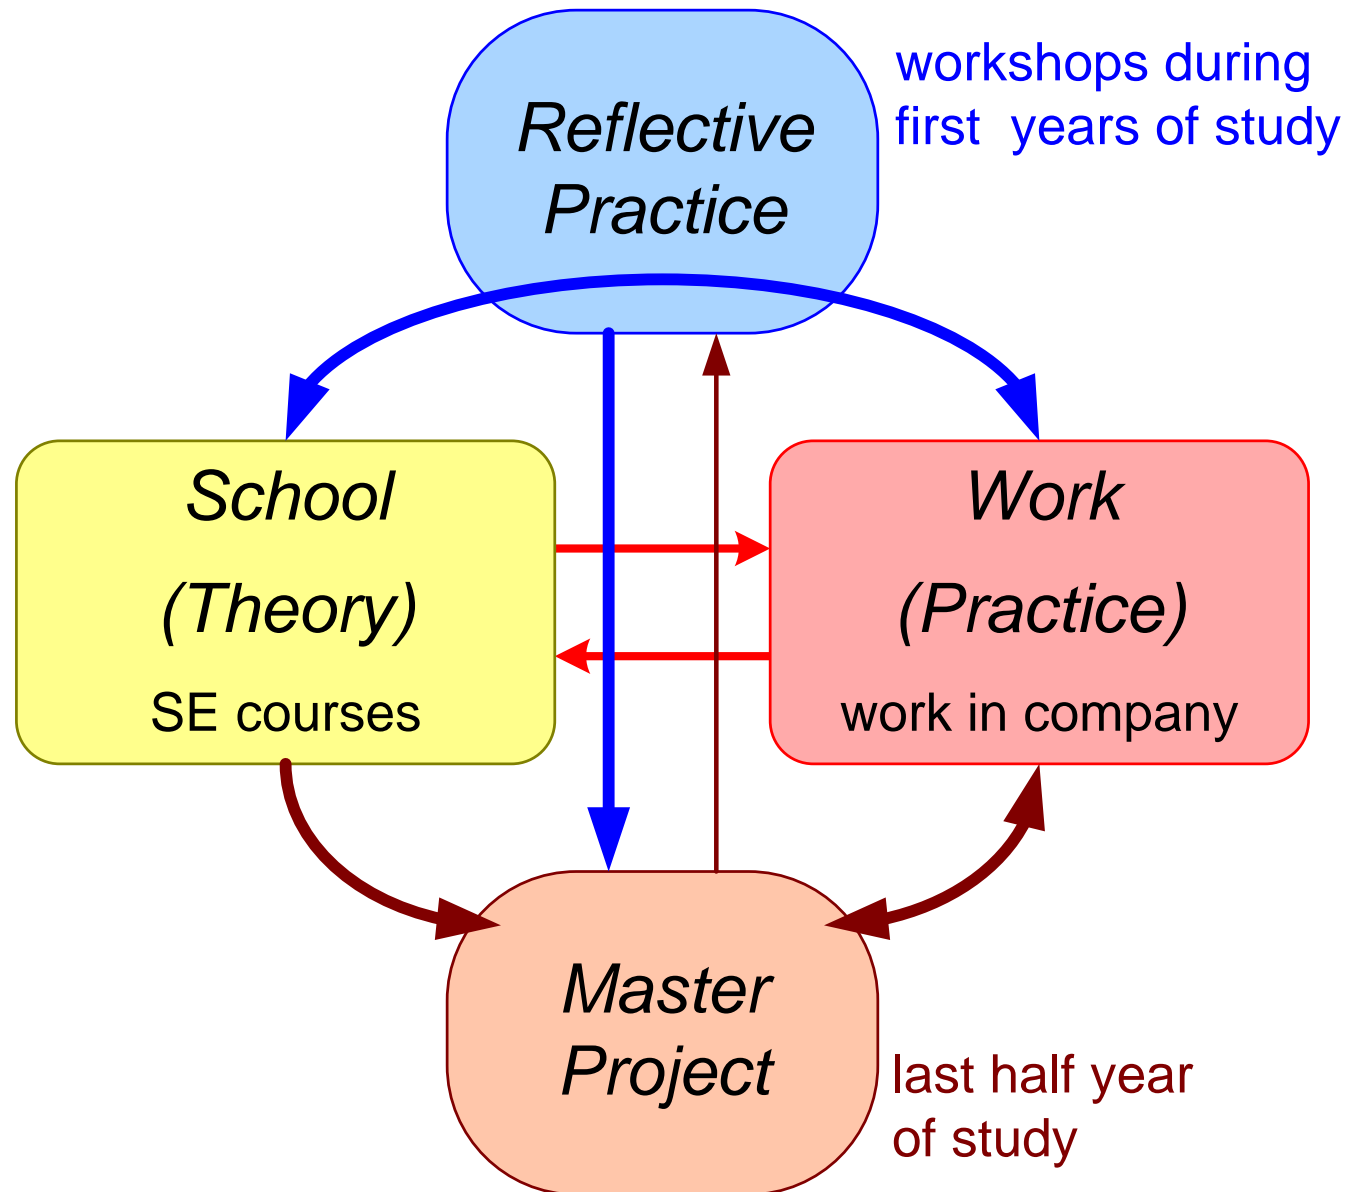 workshops during
first  years of study
Reflective
Practice
School
(Theory)
SE courses
Work
(Practice)
work in company
Master
Project
last half year
of study